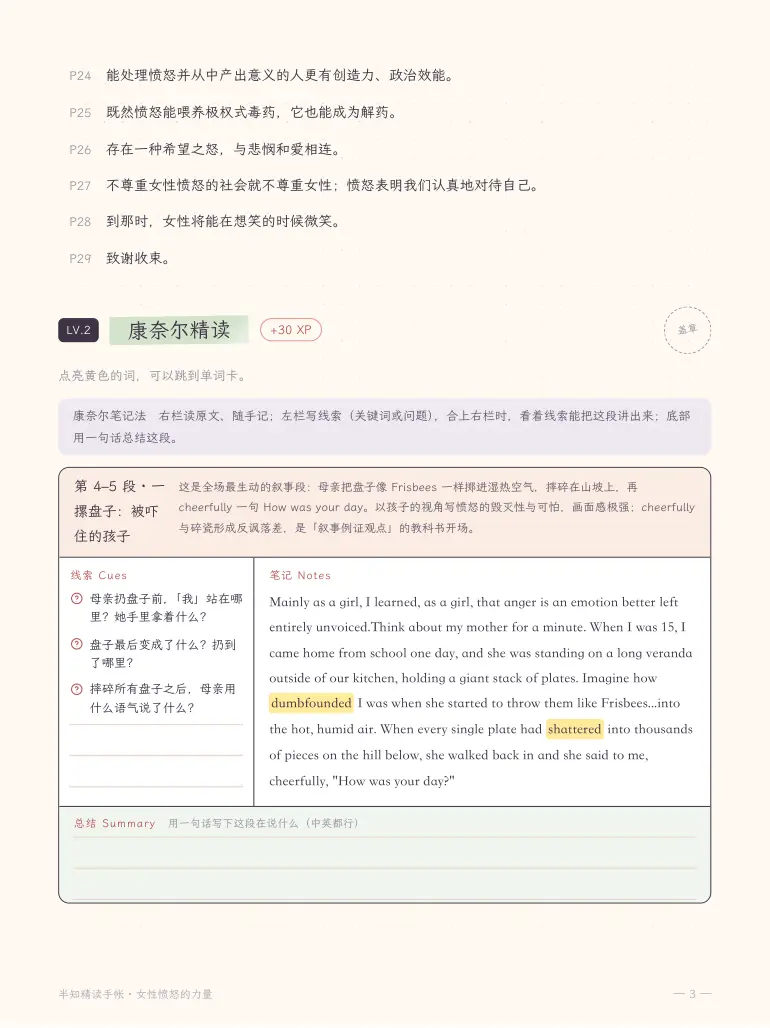 P24 能处理愤怒并从中产出意义的人更有创造力、政治效能。
P25 既然愤怒能喂养极权式毒药，它也能成为解药。
P26 存在一种希望之怒，与悲悯和爱相连。
P27 不尊重女性愤怒的社会就不尊重女性；愤怒表明我们认真地对待自己。
P28 到那时，女性将能在想笑的时候微笑。
P29 致谢收束。
LV.2 康奈尔精读 +30 XP 盖章
点亮黄色的词，可以跳到单词卡。
康奈尔笔记法 右栏读原文、随手记；左栏写线索（关键词或问题），合上右栏时，看着线索能把这段讲出来；底部
用一句话总结这段。
第 4–5 段·一
摞盘子：被吓
住的孩子
这是全场最生动的叙事段：母亲把盘子像 Frisbees 一样掷进湿热空气，摔碎在山坡上，再
cheerfully 一句 How was your day。以孩子的视角写愤怒的毁灭性与可怕，画面感极强；cheerfully
与碎瓷形成反讽落差，是「叙事例证观点」的教科书开场。
线索 Cues
母亲扔盘子前，「我」站在哪
里？她手里拿着什么？
盘子最后变成了什么？扔到
了哪里？
摔碎所有盘子之后，母亲用
什么语气说了什么？
笔记 Notes
Mainly as a girl, I learned, as a girl, that anger is an emotion better left
entirely unvoiced.Think about my mother for a minute. When I was 15, I
came home from school one day, and she was standing on a long veranda
outside of our kitchen, holding a giant stack of plates. Imagine how
dumbfounded I was when she started to throw them like Frisbees...into
the hot, humid air. When every single plate had shattered into thousands
of pieces on the hill below, she walked back in and she said to me,
cheerfully, "How was your day?"
总结 Summary 用一句话写下这段在说什么（中英都行）
半知精读手帐·女性愤怒的力量
— 3 —